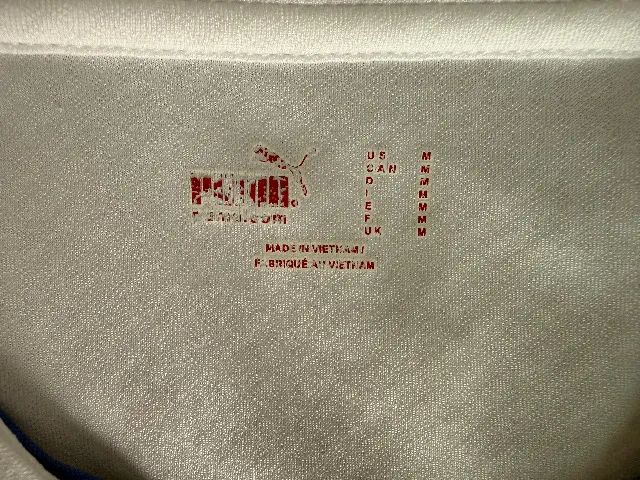 PUMA.
puma.com
US M
CAN M
D M
I M
E M
F M
UK M
MADE IN VIETNAM /
FABRIQUÉ AU VIETNAM